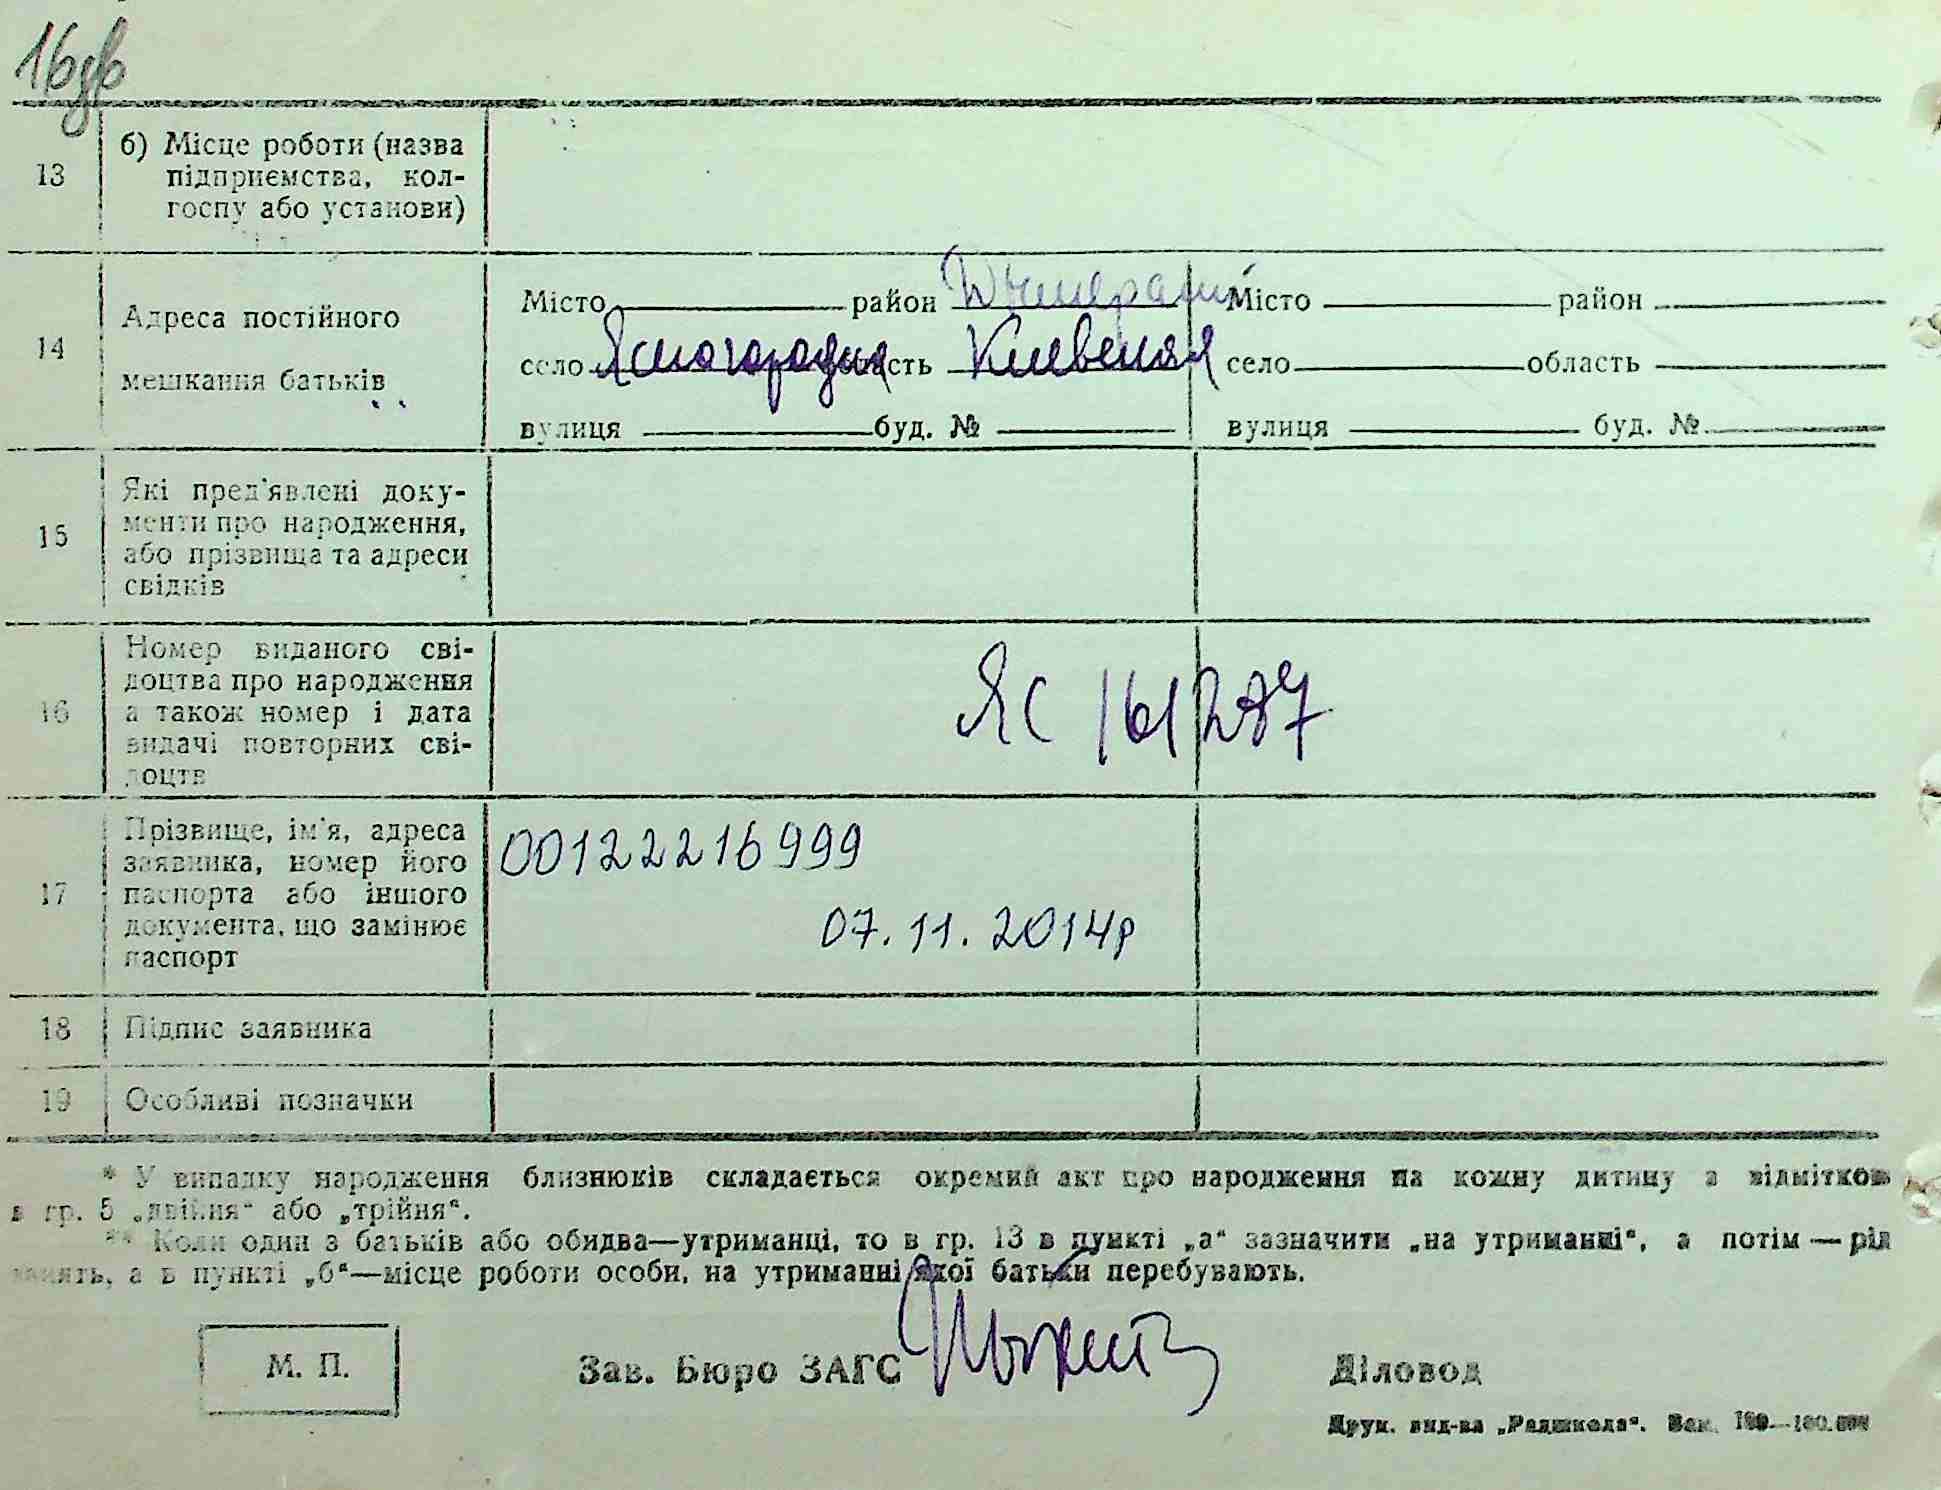 16зв
13 б) Місце роботи (назва
підприємства, кол-
госпу або установи)
14 Адреса постійного
мешкання батьків
Місто район Місто район
село Ясногородка область Киевская село область
вулиця буд. № вулиця буд. №
15 Які пред'явлені доку-
менти про народження,
або прізвища та адреси
свідків
16 Номер виданого сві-
доцтва про народження
а також номер і дата
видачі повторних сві-
доцтв
ЯС 161287
17 Прізвище, ім'я, адреса
заявника, номер його
паспорта або іншого
документа, що замінює
паспорт
00122216999
07.11.2014р
18 Підпис заявника
19 Особливі позначки
* У випадку народження близнюків складається окремий акт про народження на кожну дитину з відміткою
в гр. 5 „двійня“ або „трійня“.
** Коли один з батьків або обидва—утриманці, то в гр. 13 в пункті „а“ зазначити „на утриманні“, а потім — рід
занять, а в пункті „б“—місце роботи особи, на утриманні якої батьки перебувають.
М. П. Зав. Бюро ЗАГС Діловод
Друк. вид-ва „Радшкола“. Зам.